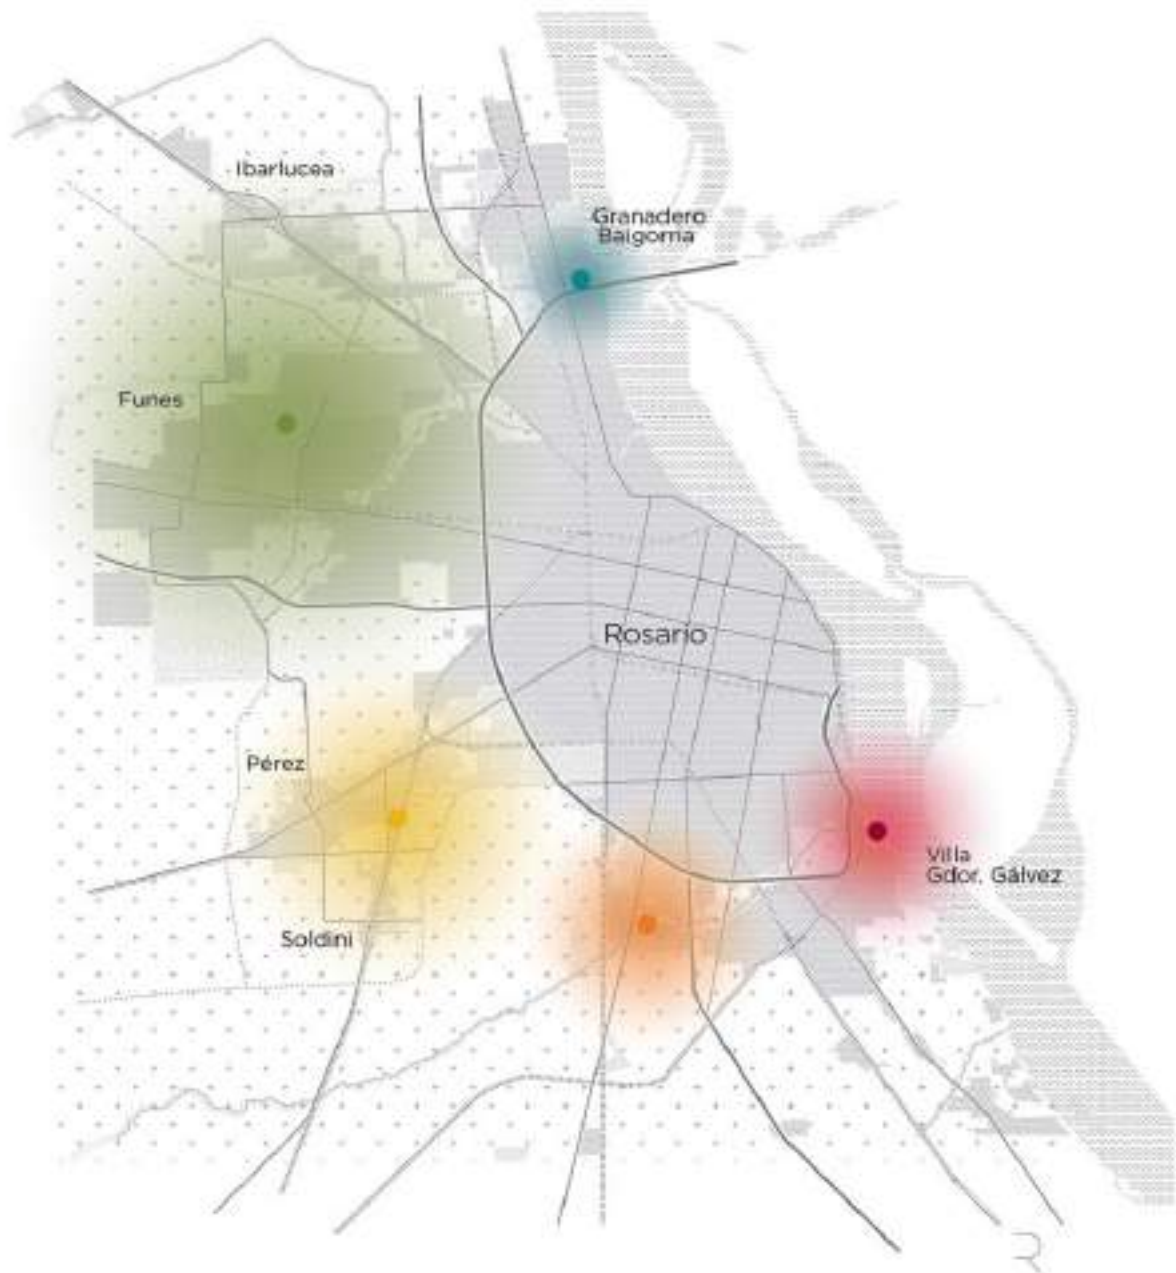 Ibarlucea
Granadero
Baigorria
Funes
Rosario
Pérez
Villa
Gdor. Gálvez
Soldini
R